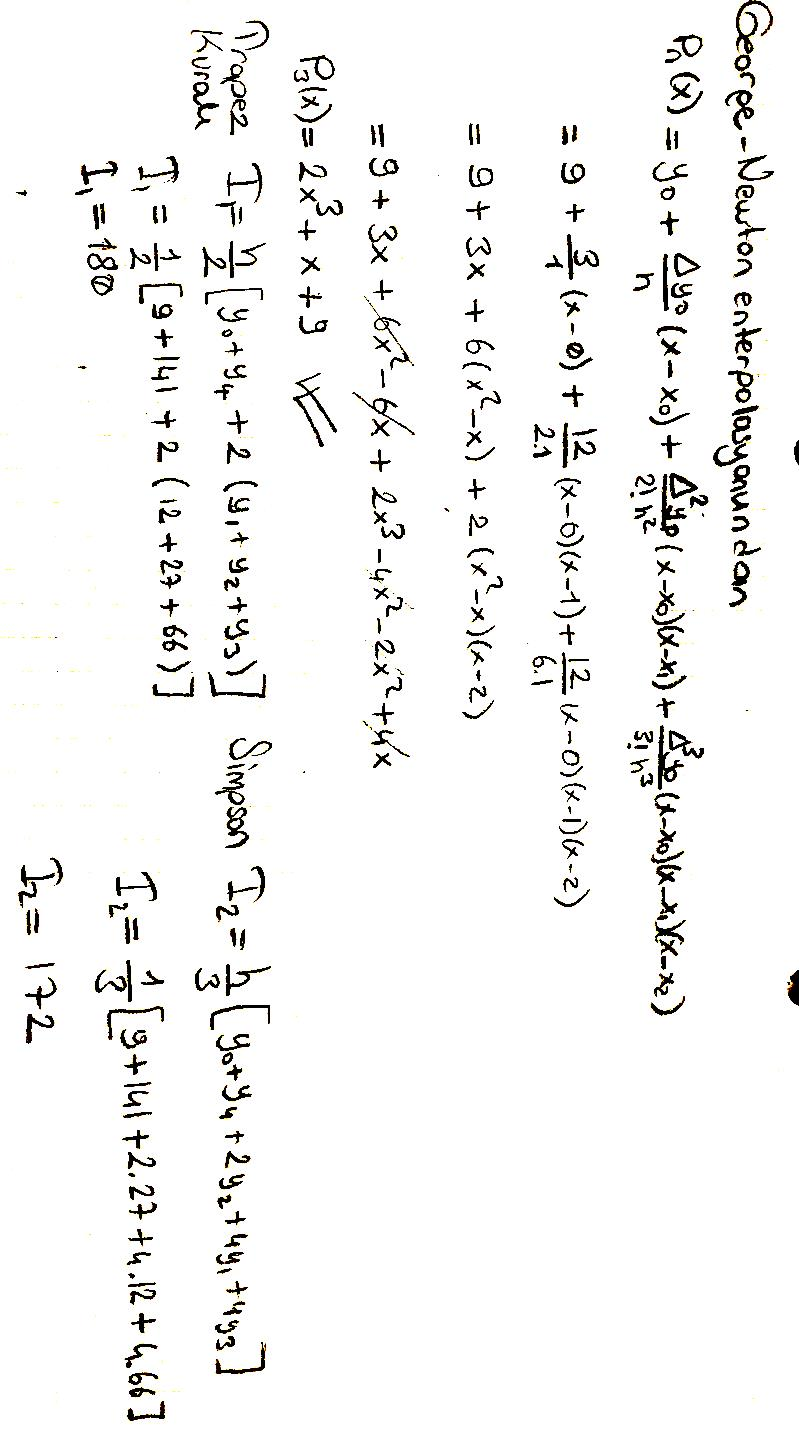 George-Newton enterpolasyonundan
Pn(x) = y0 + Δy0/h (x-x0) + Δ²y0/2!h² (x-x0)(x-x1) + Δ³y0/3!h³ (x-x0)(x-x1)(x-x2)
= 9 + 3/1 (x-0) + 12/2.1 (x-0)(x-1) + 12/6.1 (x-0)(x-1)(x-2)
= 9 + 3x + 6(x²-x) + 2(x²-x)(x-2)
= 9 + 3x + 6x² - 6x + 2x³ - 4x² - 2x² + 4x
P3(x) = 2x³ + x + 9
Trapez Kuralı
I1 = h/2 [y0 + y4 + 2(y1 + y2 + y3)]
I1 = 1/2 [9 + 141 + 2(12 + 27 + 66)]
I1 = 180
Simpson I2 = h/3 [y0 + y4 + 2y2 + 4y1 + 4y3]
I2 = 1/3 [9 + 141 + 2.27 + 4.12 + 4.66]
I2 = 172